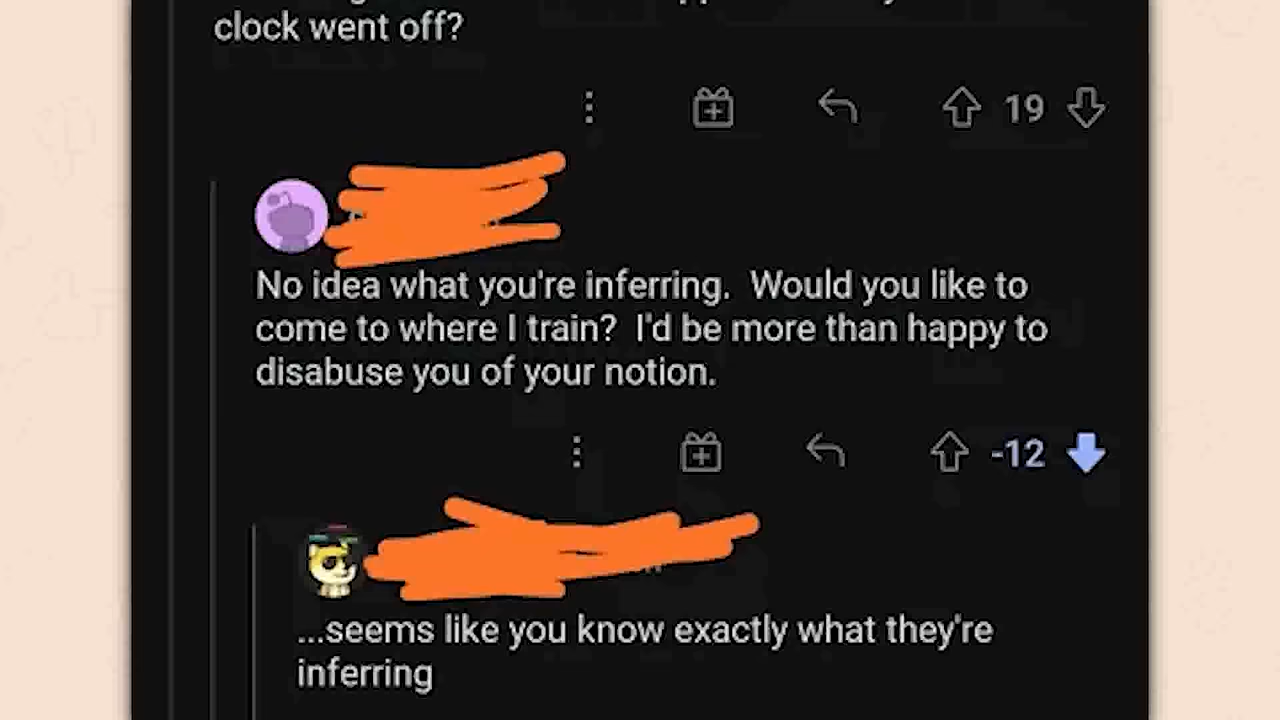 clock went off?
19
No idea what you're inferring.  Would you like to
come to where I train?  I'd be more than happy to
disabuse you of your notion.
-12
...seems like you know exactly what they're
inferring